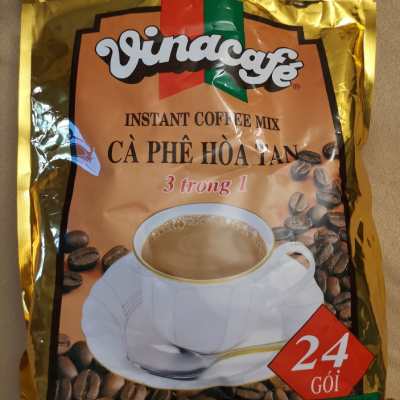 Vinacafé®
INSTANT COFFEE MIX
CÀ PHÊ HÒA TAN
3 trong 1
24
GÓI